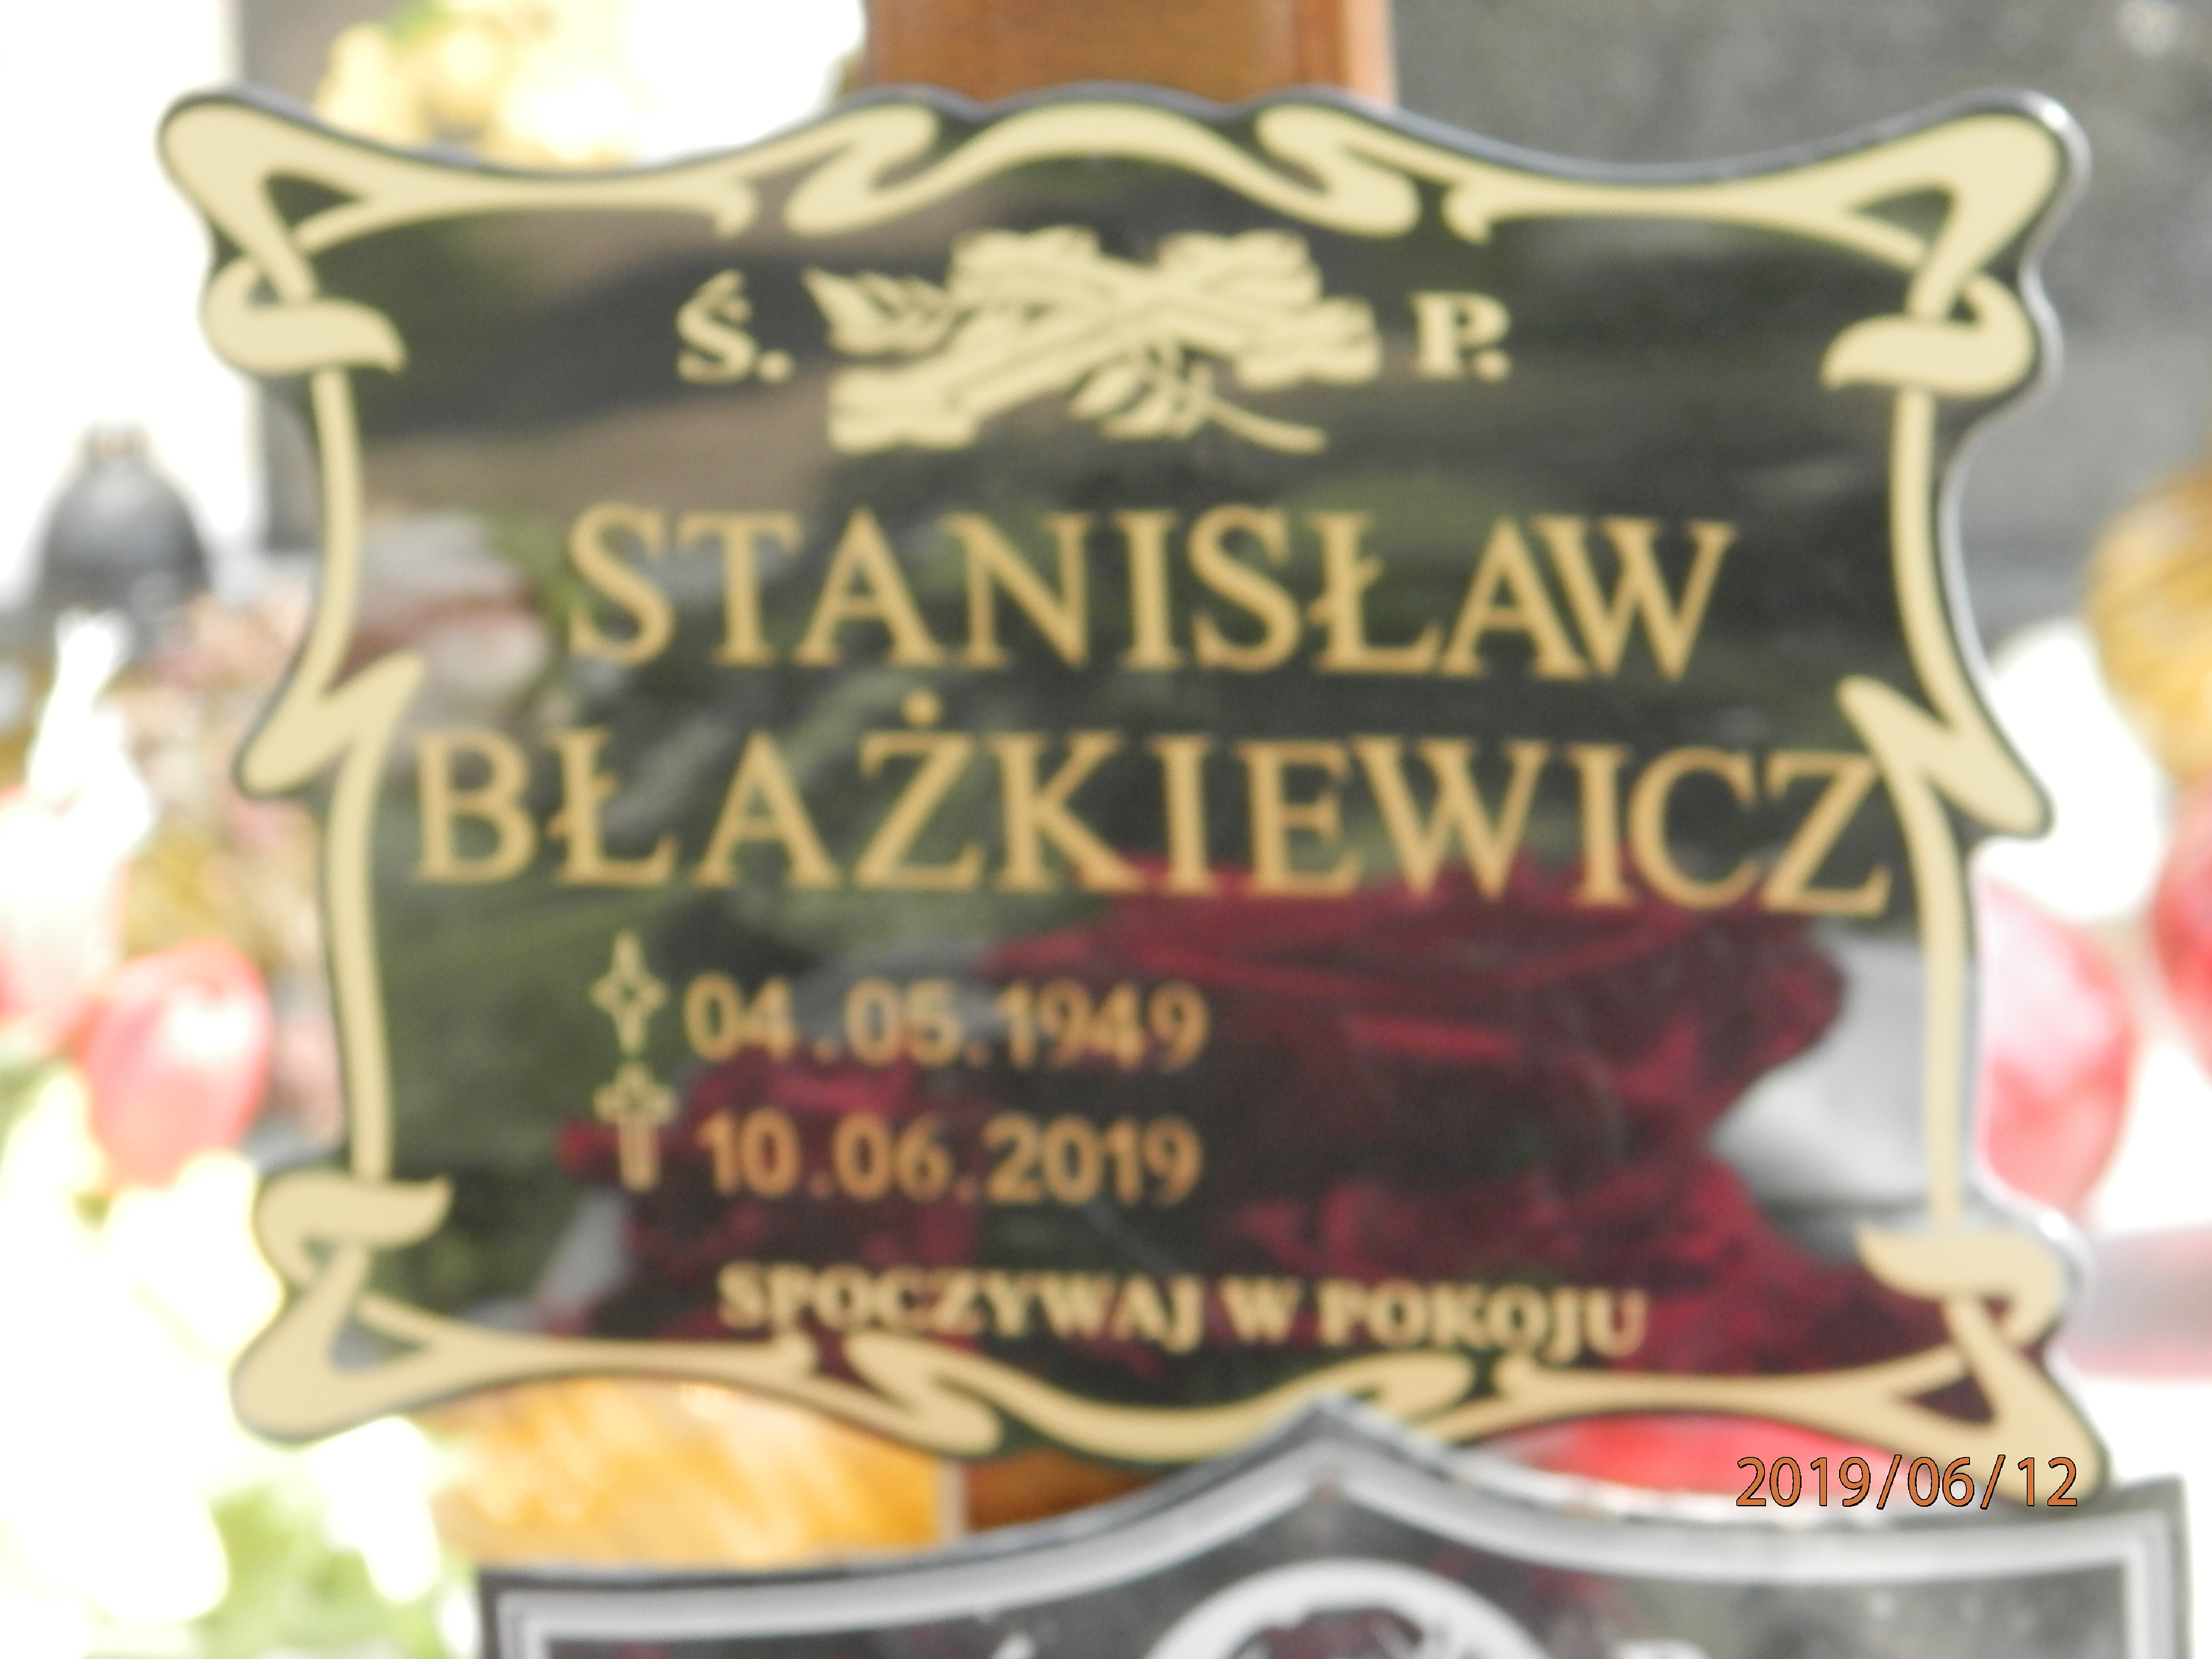 Ś. P.
STANISŁAW
BŁAŻKIEWICZ
04.05.1949
10.06.2019
SPOCZYWAJ W POKOJU
2019/06/12